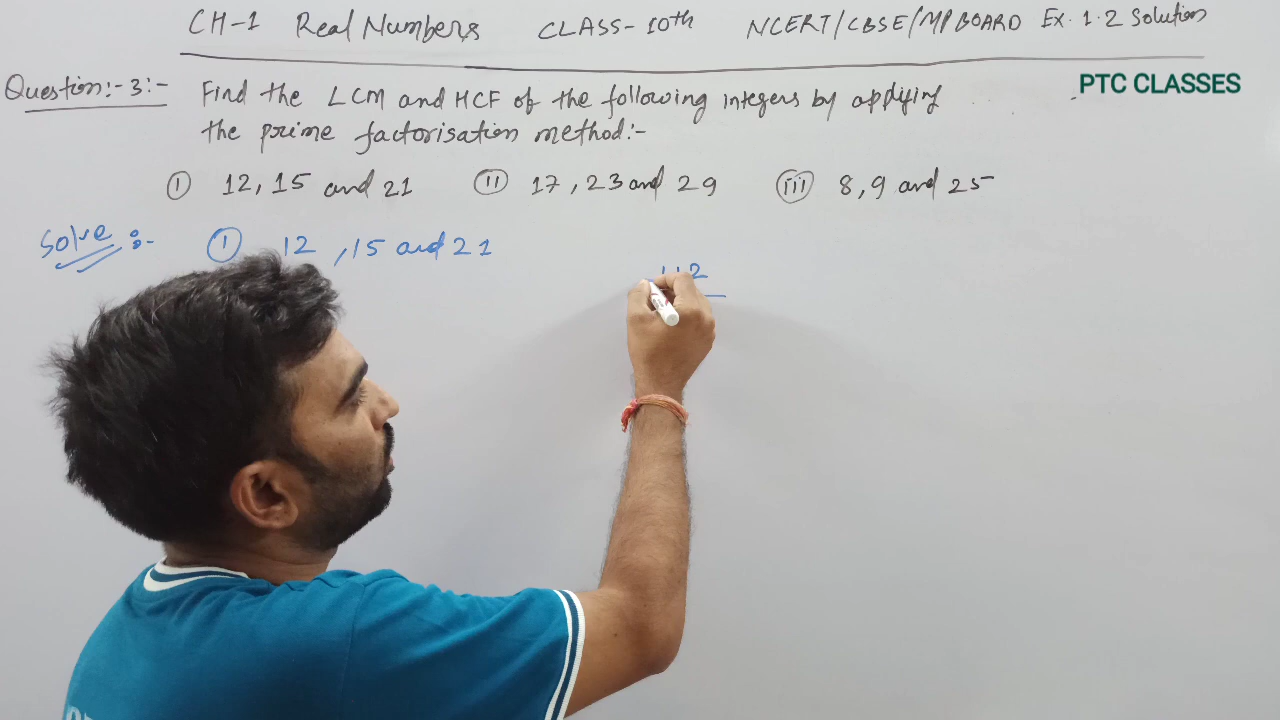 CH-1 Real Numbers CLASS-10th NCERT/CBSE/MPBOARD Ex. 1.2 Solution
PTC CLASSES
Question:-3:- Find the LCM and HCF of the following integers by applying
the prime factorisation method:-
(i) 12, 15 and 21 (ii) 17, 23 and 29 (iii) 8, 9 and 25
Solve:- (i) 12, 15 and 21
12